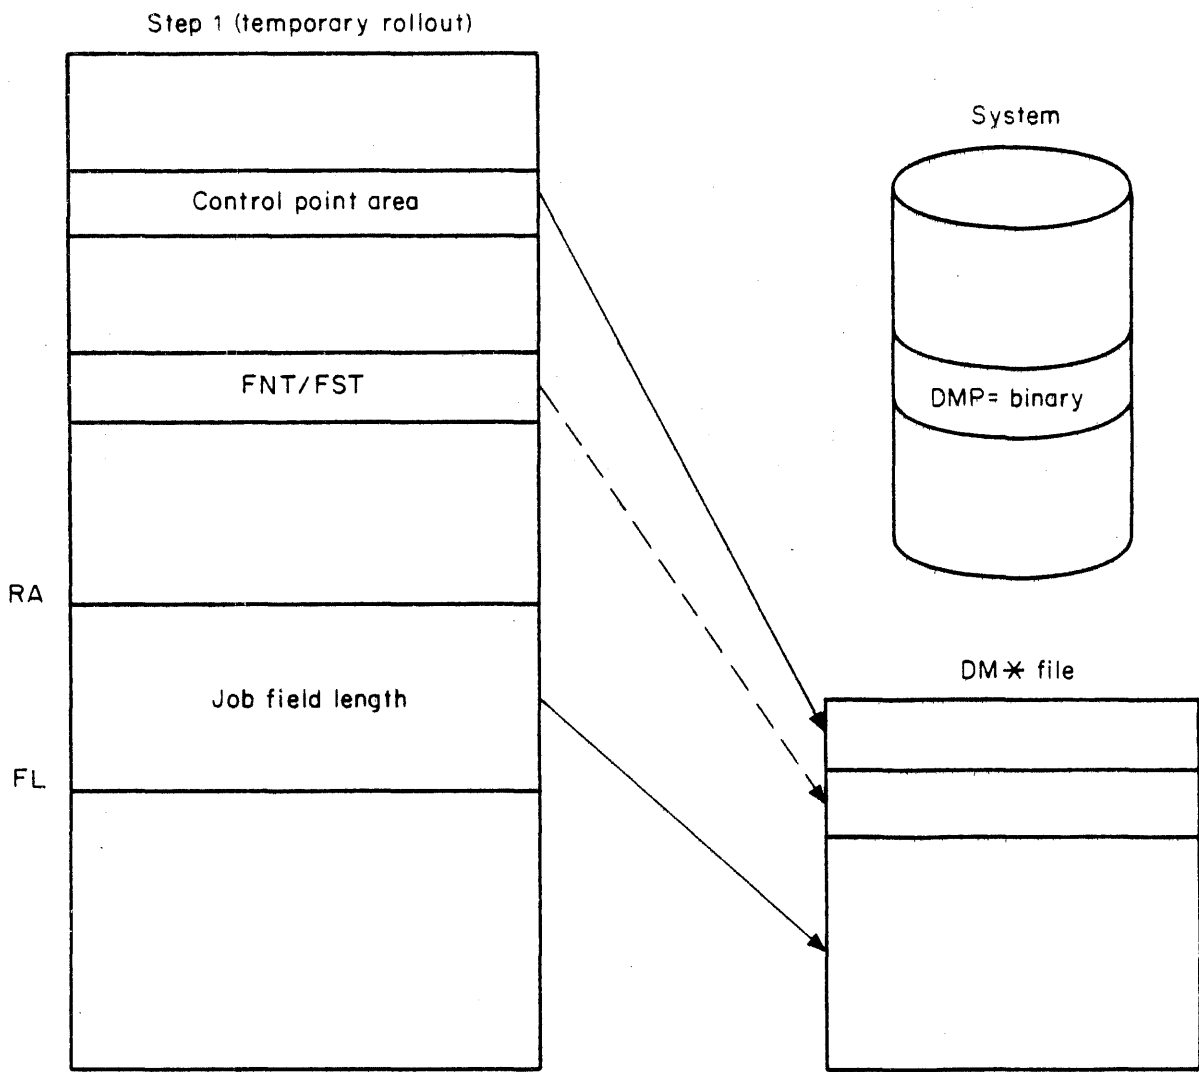 Step 1 (temporary rollout)
System
Control point area
FNT/FST
DMP= binary
RA
DM* file
Job field length
FL